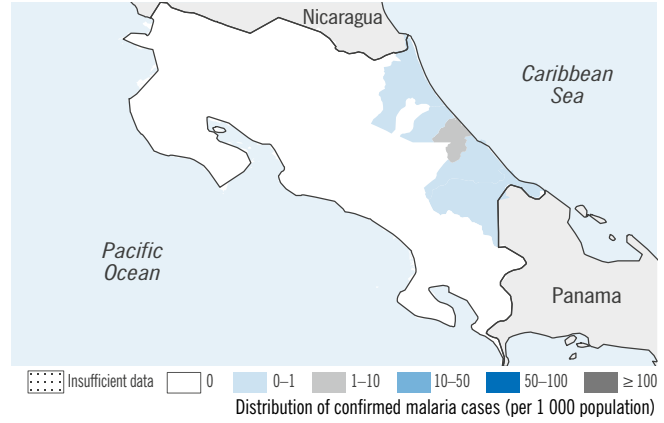 Nicaragua
Caribbean
Sea
Pacific
Ocean
Panama
Insufficient data
0
0–1
1–10
10–50
50–100
≥ 100
Distribution of confirmed malaria cases (per 1 000 population)